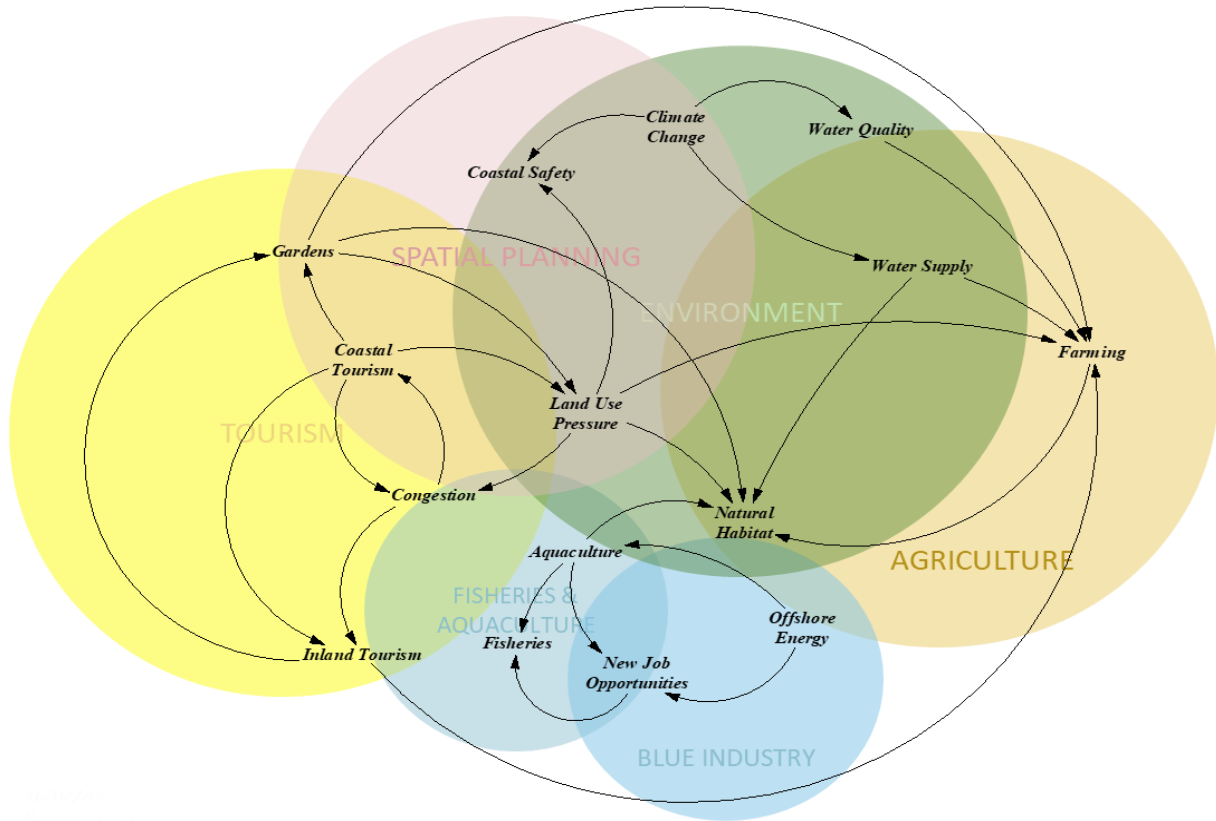 Climate
Change
Water Quality
Coastal Safety
Gardens
SPATIAL PLANNING
Water Supply
ENVIRONMENT
Coastal
Tourism
Farming
Land Use
Pressure
TOURISM
Congestion
Natural
Habitat
Aquaculture
AGRICULTURE
FISHERIES &
AQUACULTURE
Offshore
Energy
Fisheries
Inland Tourism
New Job
Opportunities
BLUE INDUSTRY